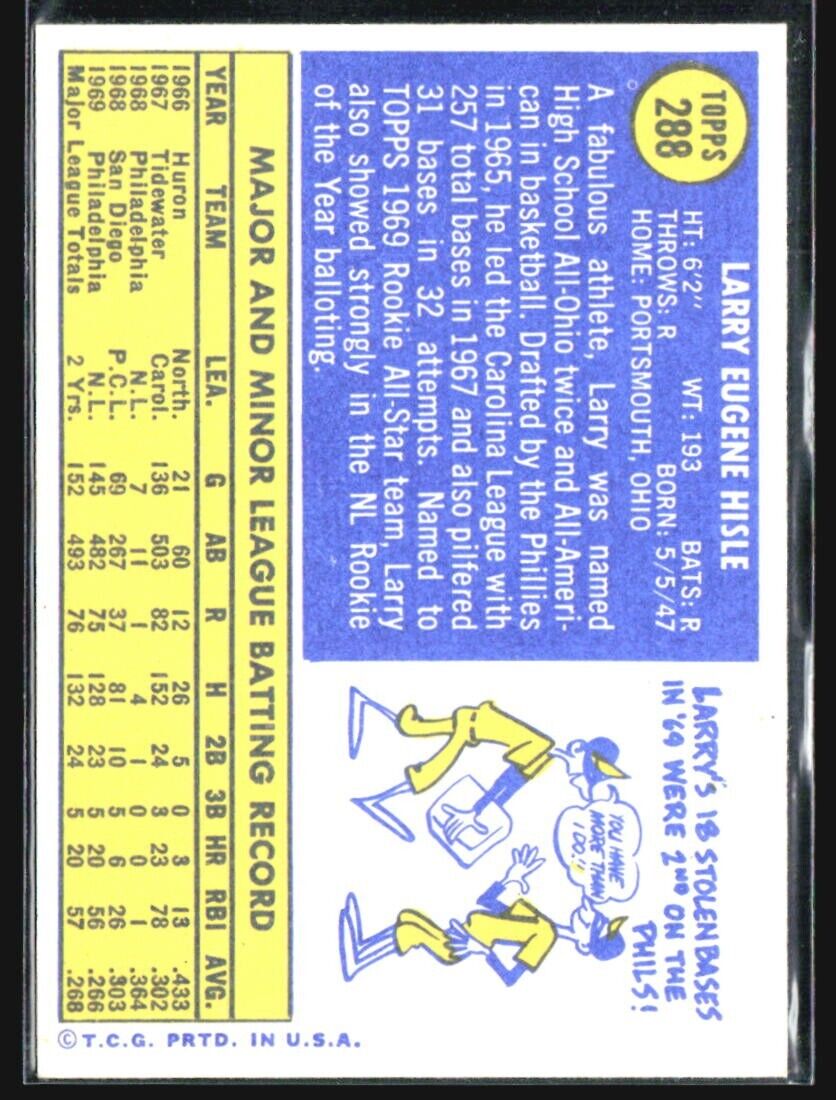 TOPPS
288
LARRY EUGENE HISLE
HT: 6'2" WT: 193 BATS: R
THROWS: R BORN: 5/5/47
HOME: PORTSMOUTH, OHIO
A fabulous athlete, Larry was named
High School All-Ohio twice and All-Ameri-
can in basketball. Drafted by the Phillies
in 1965, he led the Carolina League with
257 total bases in 1967 and also pilfered
31 bases in 32 attempts. Named to
TOPPS 1969 Rookie All-Star team, Larry
also showed strongly in the NL Rookie
of the Year balloting.
LARRY'S 18 STOLEN BASES
IN '69 WERE 2ND ON THE
PHILS!
YOU HAVE
MORE THAN
I DO!!
MAJOR AND MINOR LEAGUE BATTING RECORD
YEAR TEAM LEA. G AB R H 2B 3B HR RBI AVG.
1966 Huron North. 21 60 12 26 5 0 3 13 .433
1967 Tidewater Carol. 136 503 82 152 24 3 23 78 .302
1968 Philadelphia N.L. 7 11 1 4 1 0 0 1 .364
1968 San Diego P.C.L. 69 267 37 81 10 5 6 26 .303
1969 Philadelphia N.L. 145 482 75 128 23 5 20 56 .266
Major League Totals 2 Yrs. 152 493 76 132 24 5 20 57 .268
© T.C.G. PRTD. IN U.S.A.